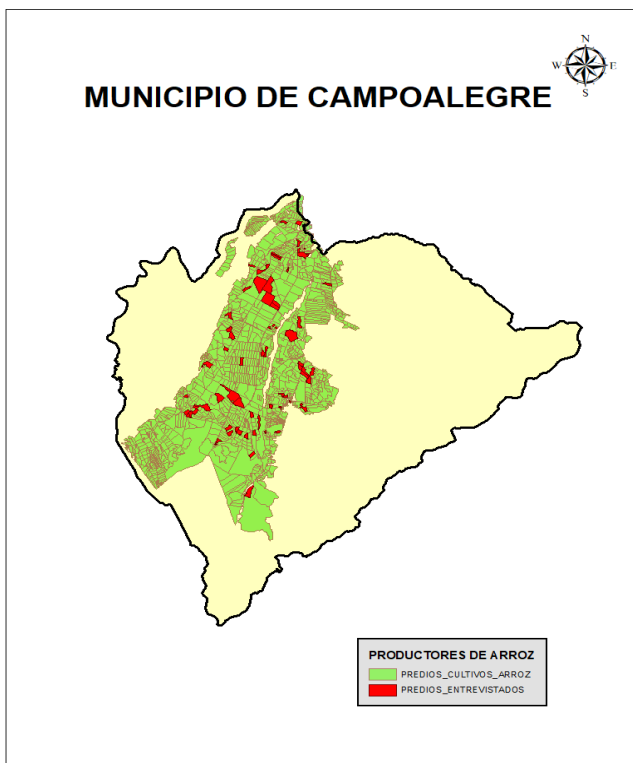 N
W E
S
MUNICIPIO DE CAMPOALEGRE
PRODUCTORES DE ARROZ
PREDIOS_CULTIVOS_ARROZ
PREDIOS_ENTREVISTADOS